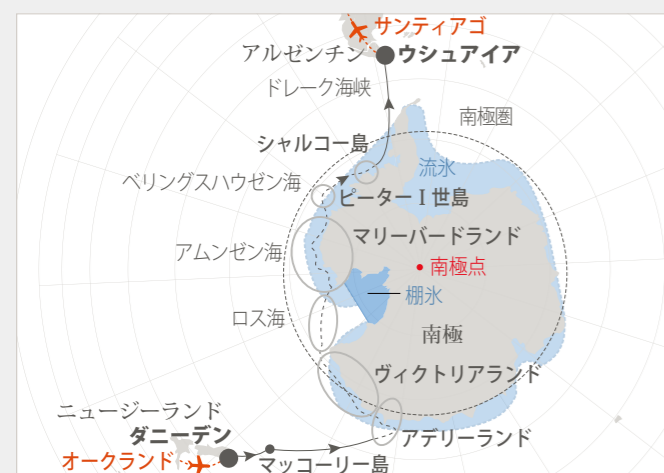 サンティアゴ
アルゼンチン
ウシュアイア
ドレーク海峡
南極圏
シャルコー島
流氷
ベリングスハウゼン海
ピーターⅠ世島
マリーバードランド
アムンゼン海
南極点
棚氷
ロス海
南極
ヴィクトリアランド
ニュージーランド
ダニーデン
アデリーランド
オークランド
マッコーリー島